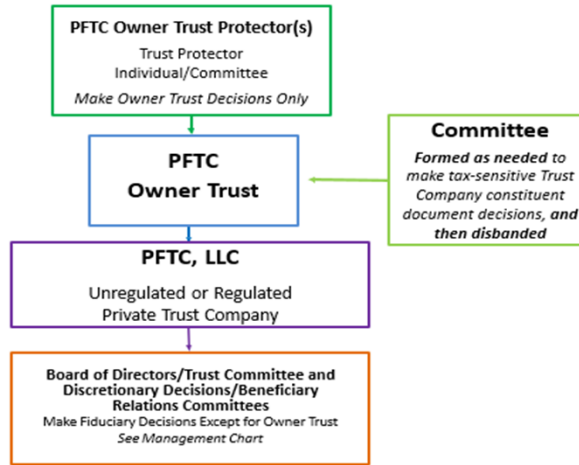 PFTC Owner Trust Protector(s)
Trust Protector
Individual/Committee
Make Owner Trust Decisions Only
PFTC
Owner Trust
Committee
Formed as needed to
make tax-sensitive Trust
Company constituent
document decisions, and
then disbanded
PFTC, LLC
Unregulated or Regulated
Private Trust Company
Board of Directors/Trust Committee and
Discretionary Decisions/Beneficiary
Relations Committees
Make Fiduciary Decisions Except for Owner Trust
See Management Chart